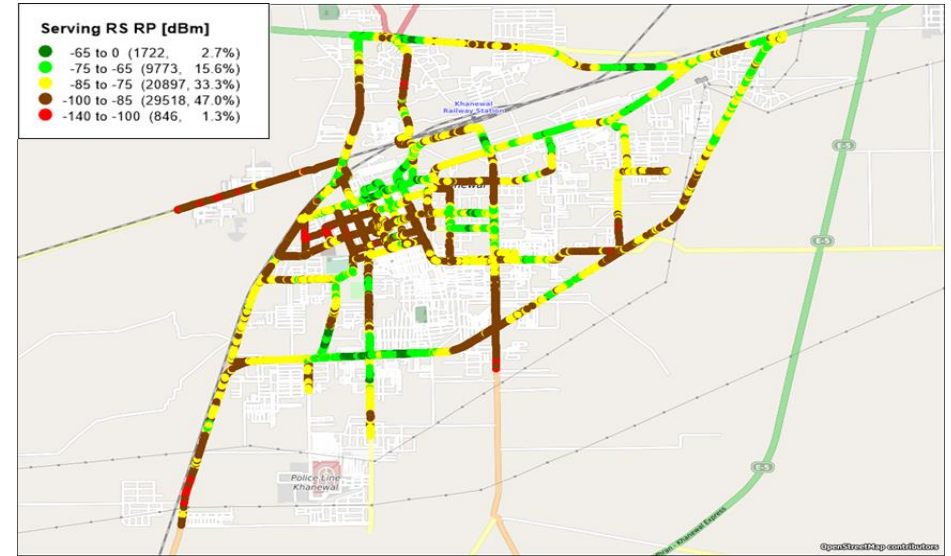 Serving RS RP [dBm]
-65 to 0 (1722, 2.7%)
-75 to -65 (9773, 15.6%)
-85 to -75 (20897, 33.3%)
-100 to -85 (29518, 47.0%)
-140 to -100 (846, 1.3%)
Khanewal
Railway Station
E-5
E-5
Police Line
Khanewal
E-5
Khanewal Express
OpenStreetMap contributors